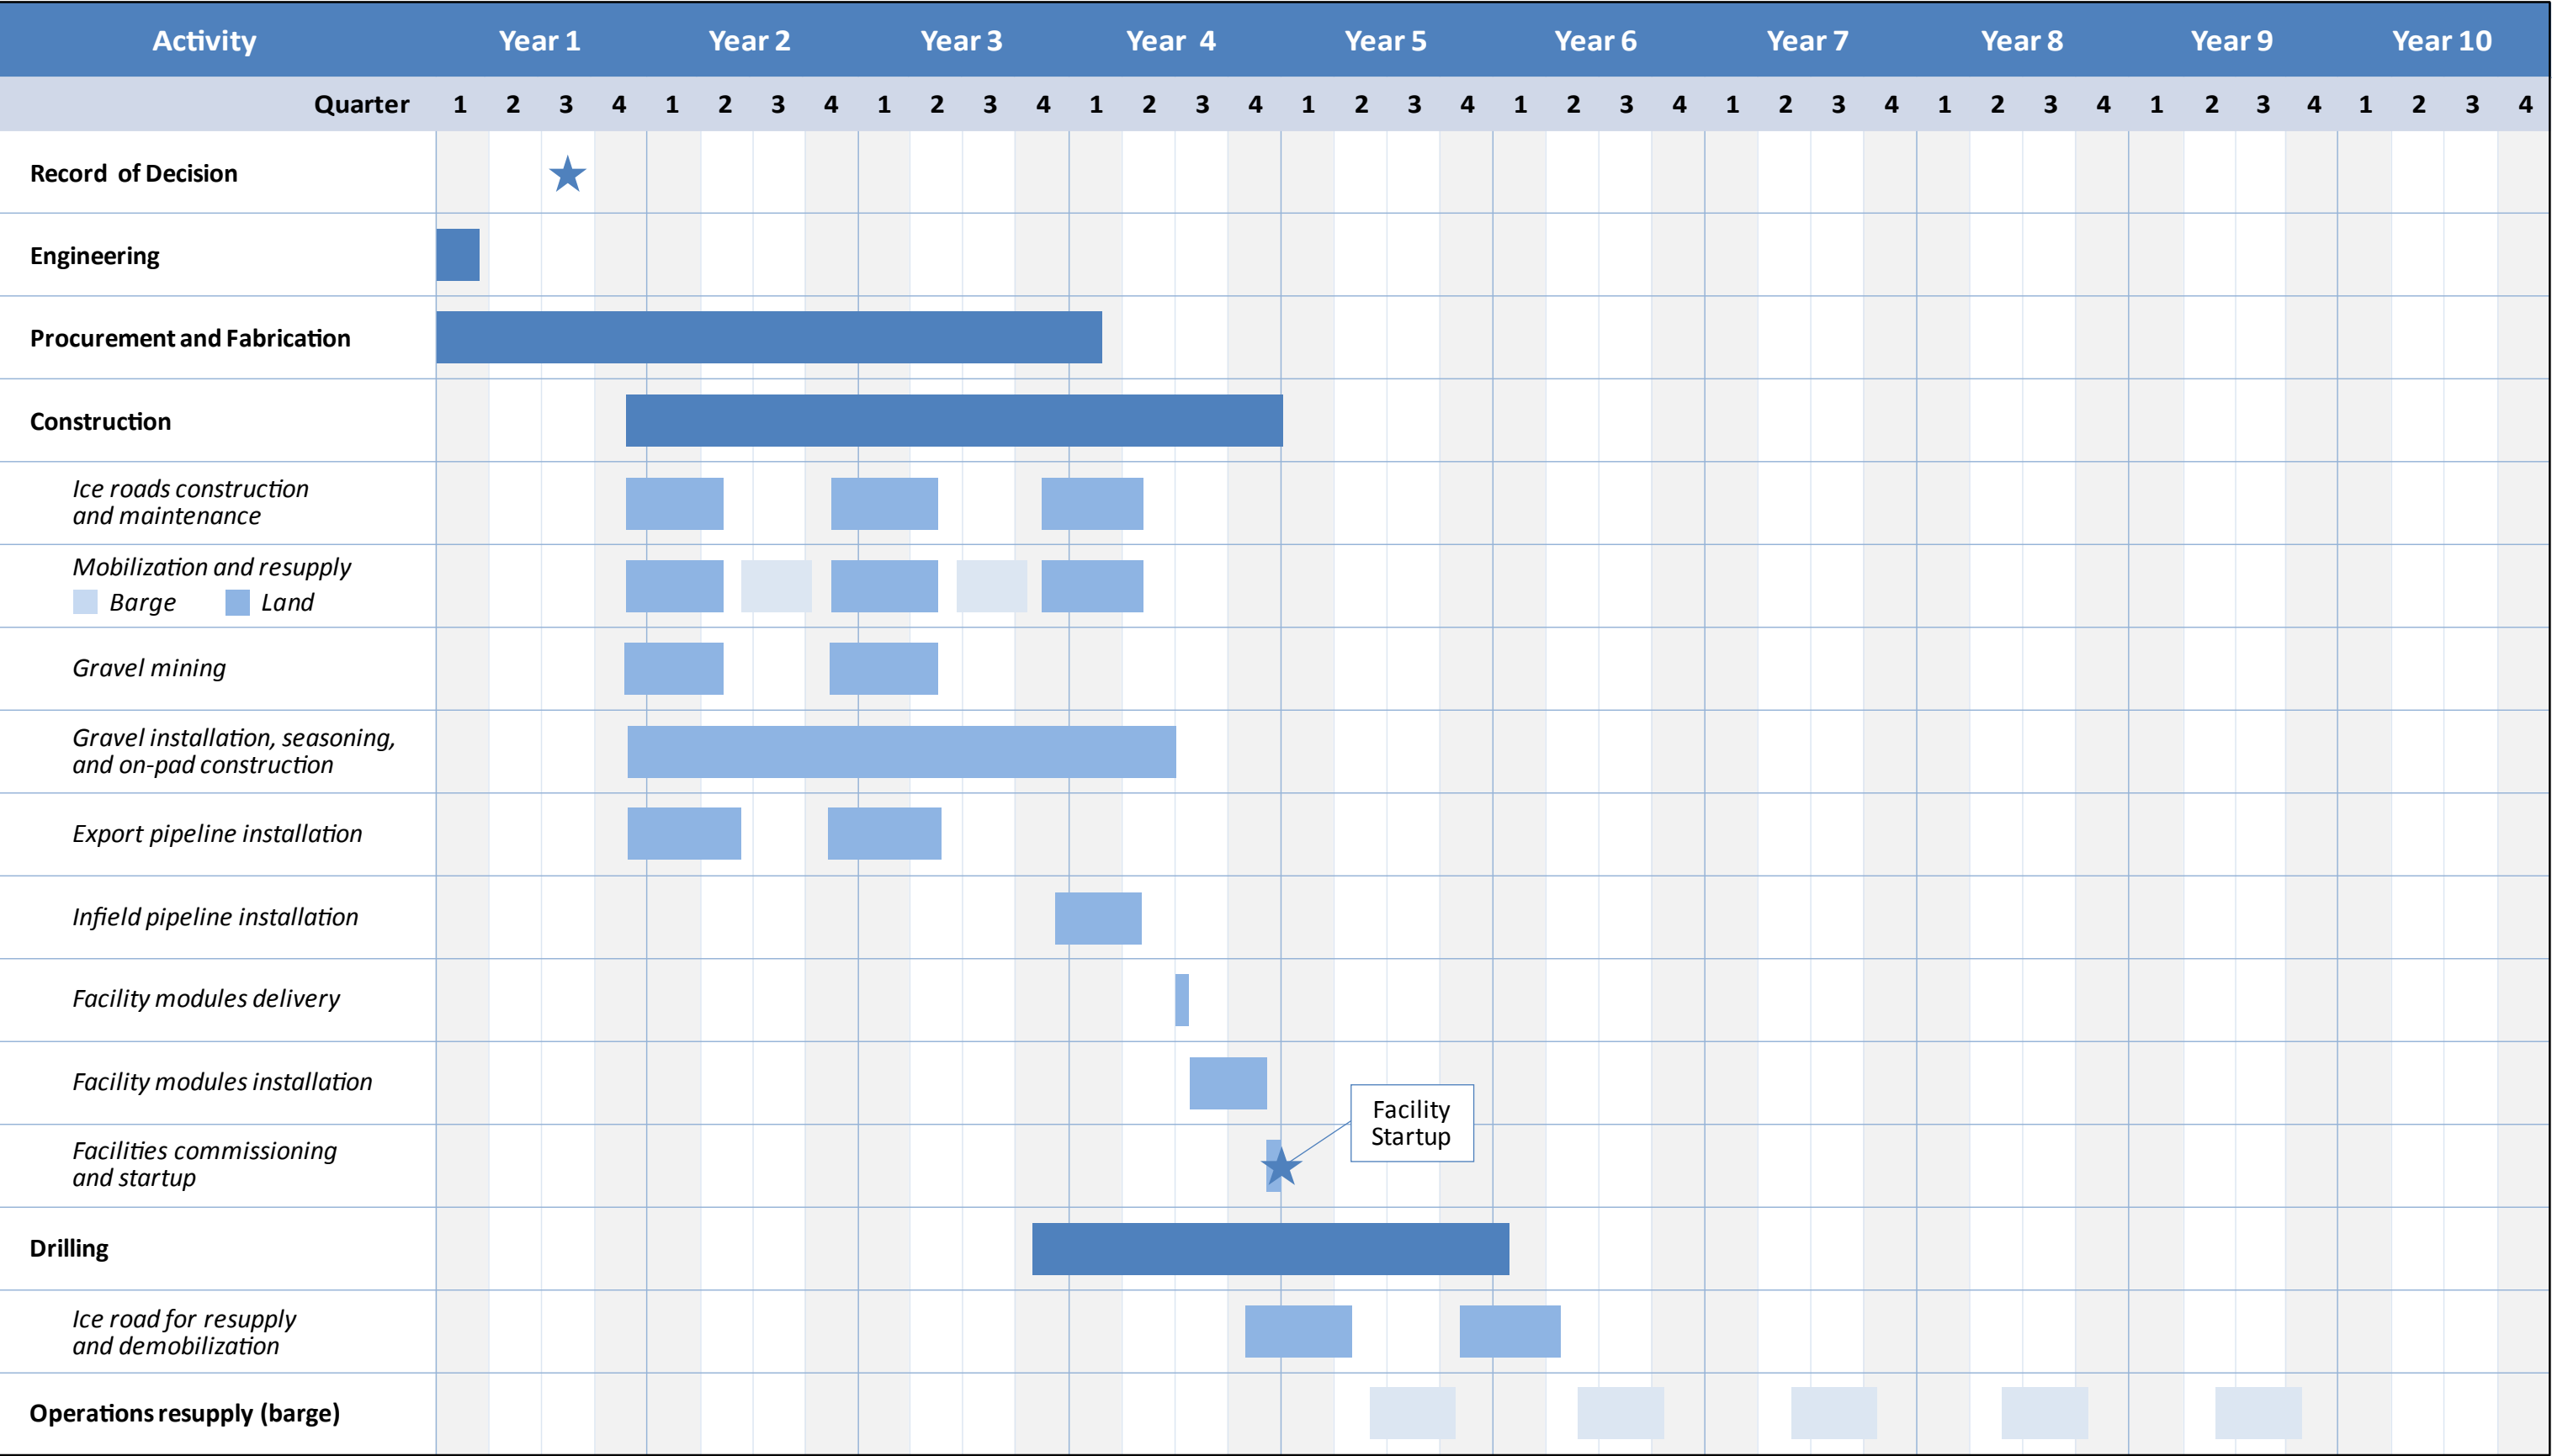 Activity Year 1 Year 2 Year 3 Year 4 Year 5 Year 6 Year 7 Year 8 Year 9 Year 10
Quarter 1 2 3 4 1 2 3 4 1 2 3 4 1 2 3 4 1 2 3 4 1 2 3 4 1 2 3 4 1 2 3 4 1 2 3 4 1 2 3 4
Record of Decision
Engineering
Procurement and Fabrication
Construction
Ice roads construction
and maintenance
Mobilization and resupply
Barge Land
Gravel mining
Gravel installation, seasoning,
and on-pad construction
Export pipeline installation
Infield pipeline installation
Facility modules delivery
Facility modules installation
Facility
Startup
Facilities commissioning
and startup
Drilling
Ice road for resupply
and demobilization
Operations resupply (barge)